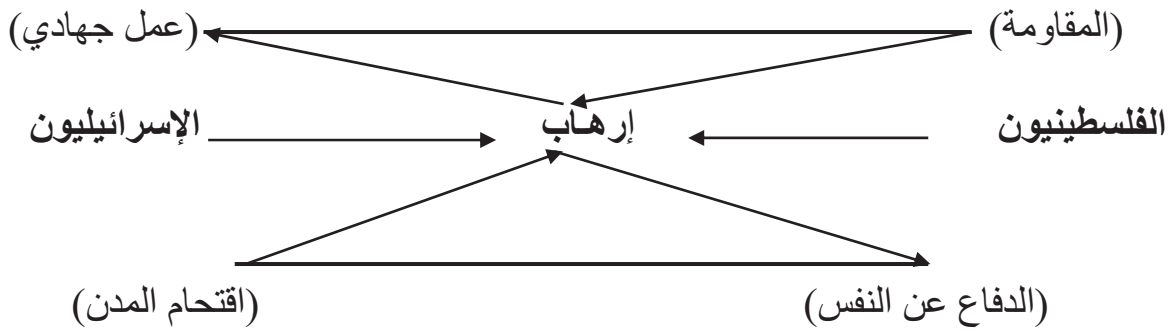 (المقاومة) (عمل جهادي)
الفلسطينيون إرهاب الإسرائيليون
(الدفاع عن النفس) (اقتحام المدن)